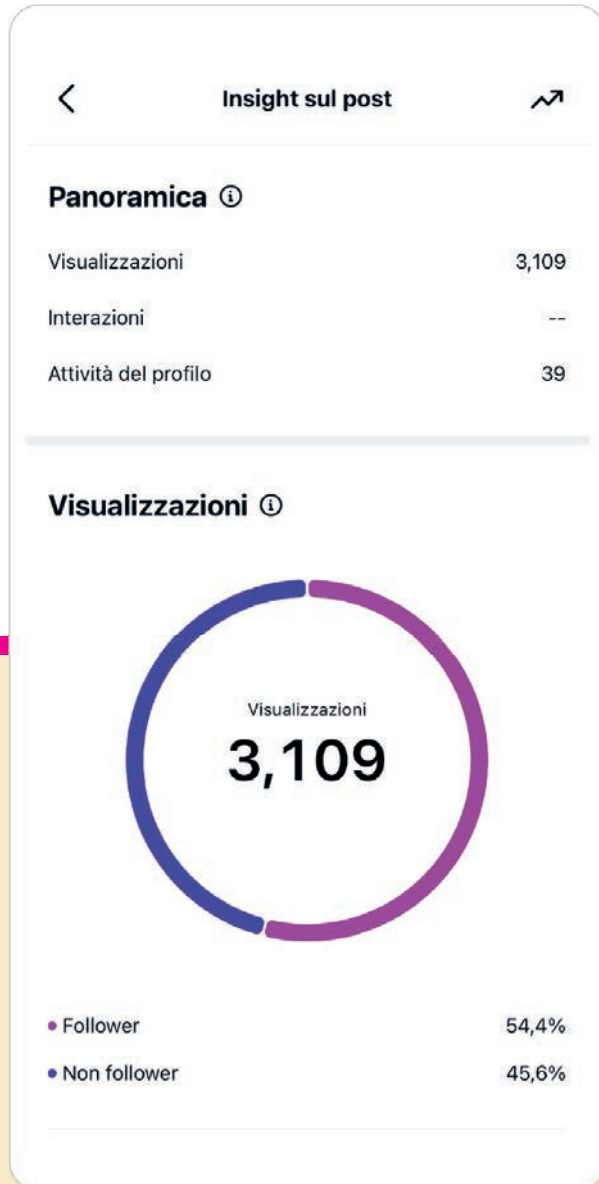 Insight sul post
Panoramica
Visualizzazioni 3,109
Interazioni --
Attività del profilo 39
Visualizzazioni
Visualizzazioni
3,109
Follower 54,4%
Non follower 45,6%